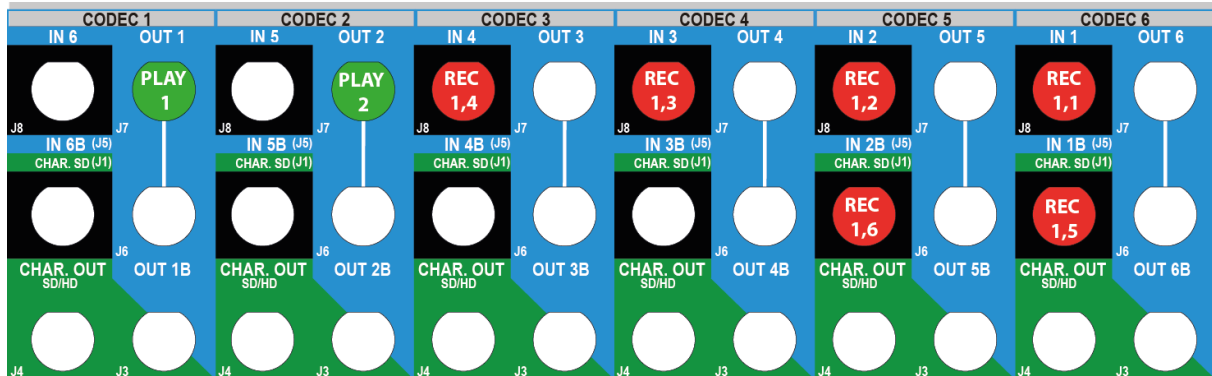 CODEC 1 CODEC 2 CODEC 3 CODEC 4 CODEC 5 CODEC 6
IN 6 OUT 1 IN 5 OUT 2 IN 4 OUT 3 IN 3 OUT 4 IN 2 OUT 5 IN 1 OUT 6
PLAY PLAY REC REC REC REC
1 2 1,4 1,3 1,2 1,1
J8 J7 J8 J7 J8 J7 J8 J7 J8 J7 J8 J7
IN 6B (J5) IN 5B (J5) IN 4B (J5) IN 3B (J5) IN 2B (J5) IN 1B (J5)
CHAR. SD (J1) CHAR. SD (J1) CHAR. SD (J1) CHAR. SD (J1) CHAR. SD (J1) CHAR. SD (J1)
REC REC
1,6 1,5
J6 J6 J6 J6 J6 J6
CHAR. OUT OUT 1B CHAR. OUT OUT 2B CHAR. OUT OUT 3B CHAR. OUT OUT 4B CHAR. OUT OUT 5B CHAR. OUT OUT 6B
SD/HD SD/HD SD/HD SD/HD SD/HD SD/HD
J4 J3 J4 J3 J4 J3 J4 J3 J4 J3 J4 J3